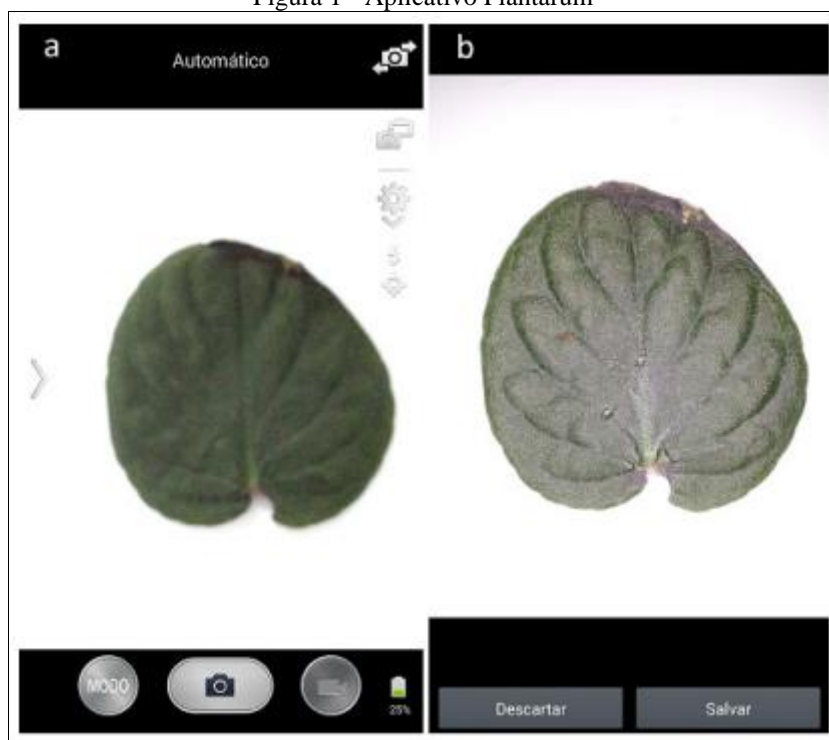 Figura 1 - Aplicativo Plantarum
a
Automático
MODO
25%
b
Descartar
Salvar